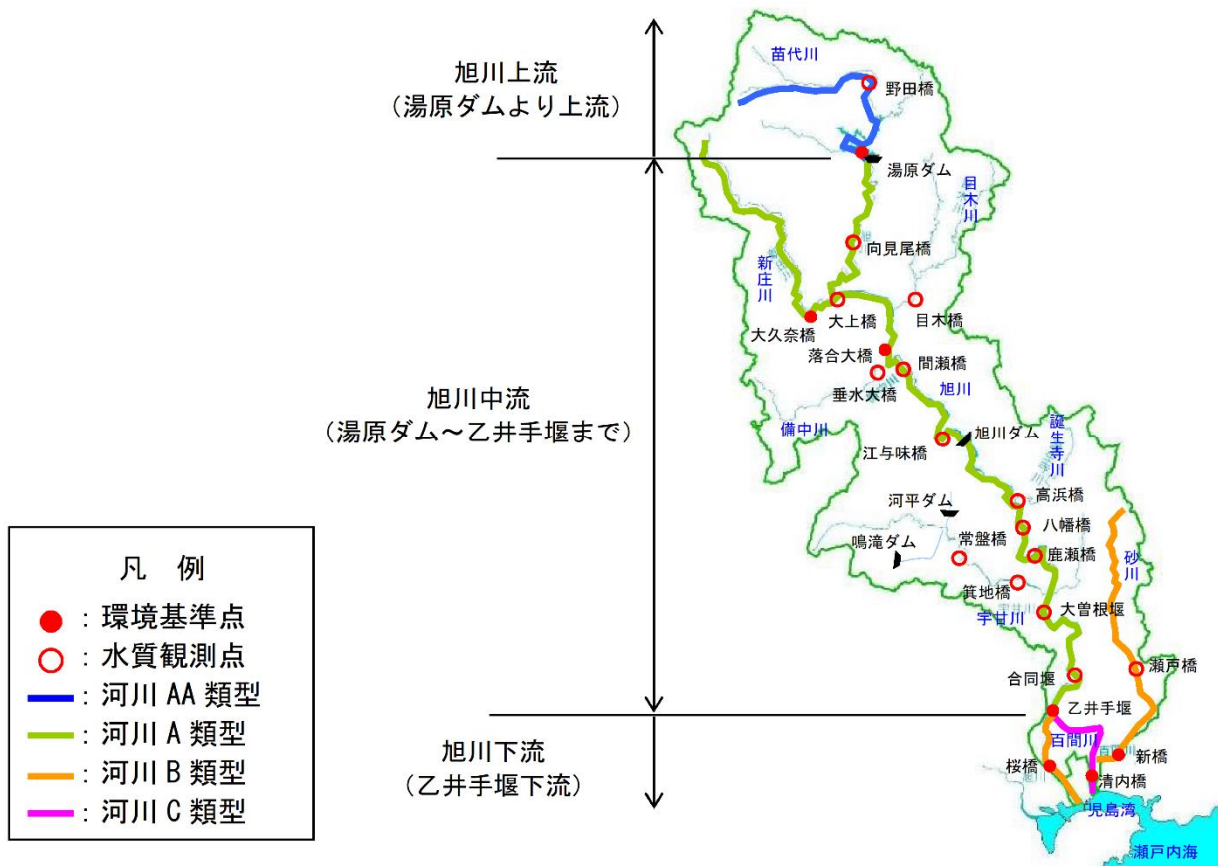 旭川上流
(湯原ダムより上流)
旭川中流
(湯原ダム～乙井手堰まで)
旭川下流
(乙井手堰下流)
凡 例
：環境基準点
：水質観測点
：河川 AA 類型
：河川 A 類型
：河川 B 類型
：河川 C 類型
苗代川
野田橋
湯原ダム
目木川
向見尾橋
新庄川
大久奈橋
大上橋
目木橋
落合大橋
間瀬橋
垂水大橋
旭川
備中川
江与味橋
旭川ダム
誕生寺川
高浜橋
河平ダム
八幡橋
鳴滝ダム
常盤橋
鹿瀬橋
砂川
箕地橋
宇甘川
大曽根堰
合同堰
瀬戸橋
乙井手堰
百間川
桜橋
新橋
清内橋
児島湾
瀬戸内海